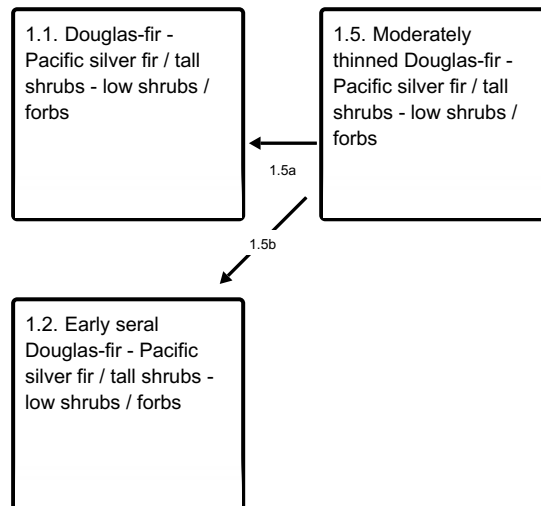 1.1. Douglas-fir -
Pacific silver fir / tall
shrubs - low shrubs /
forbs
1.5. Moderately
thinned Douglas-fir -
Pacific silver fir / tall
shrubs - low shrubs /
forbs
1.5a
1.5b
1.2. Early seral
Douglas-fir - Pacific
silver fir / tall shrubs -
low shrubs / forbs